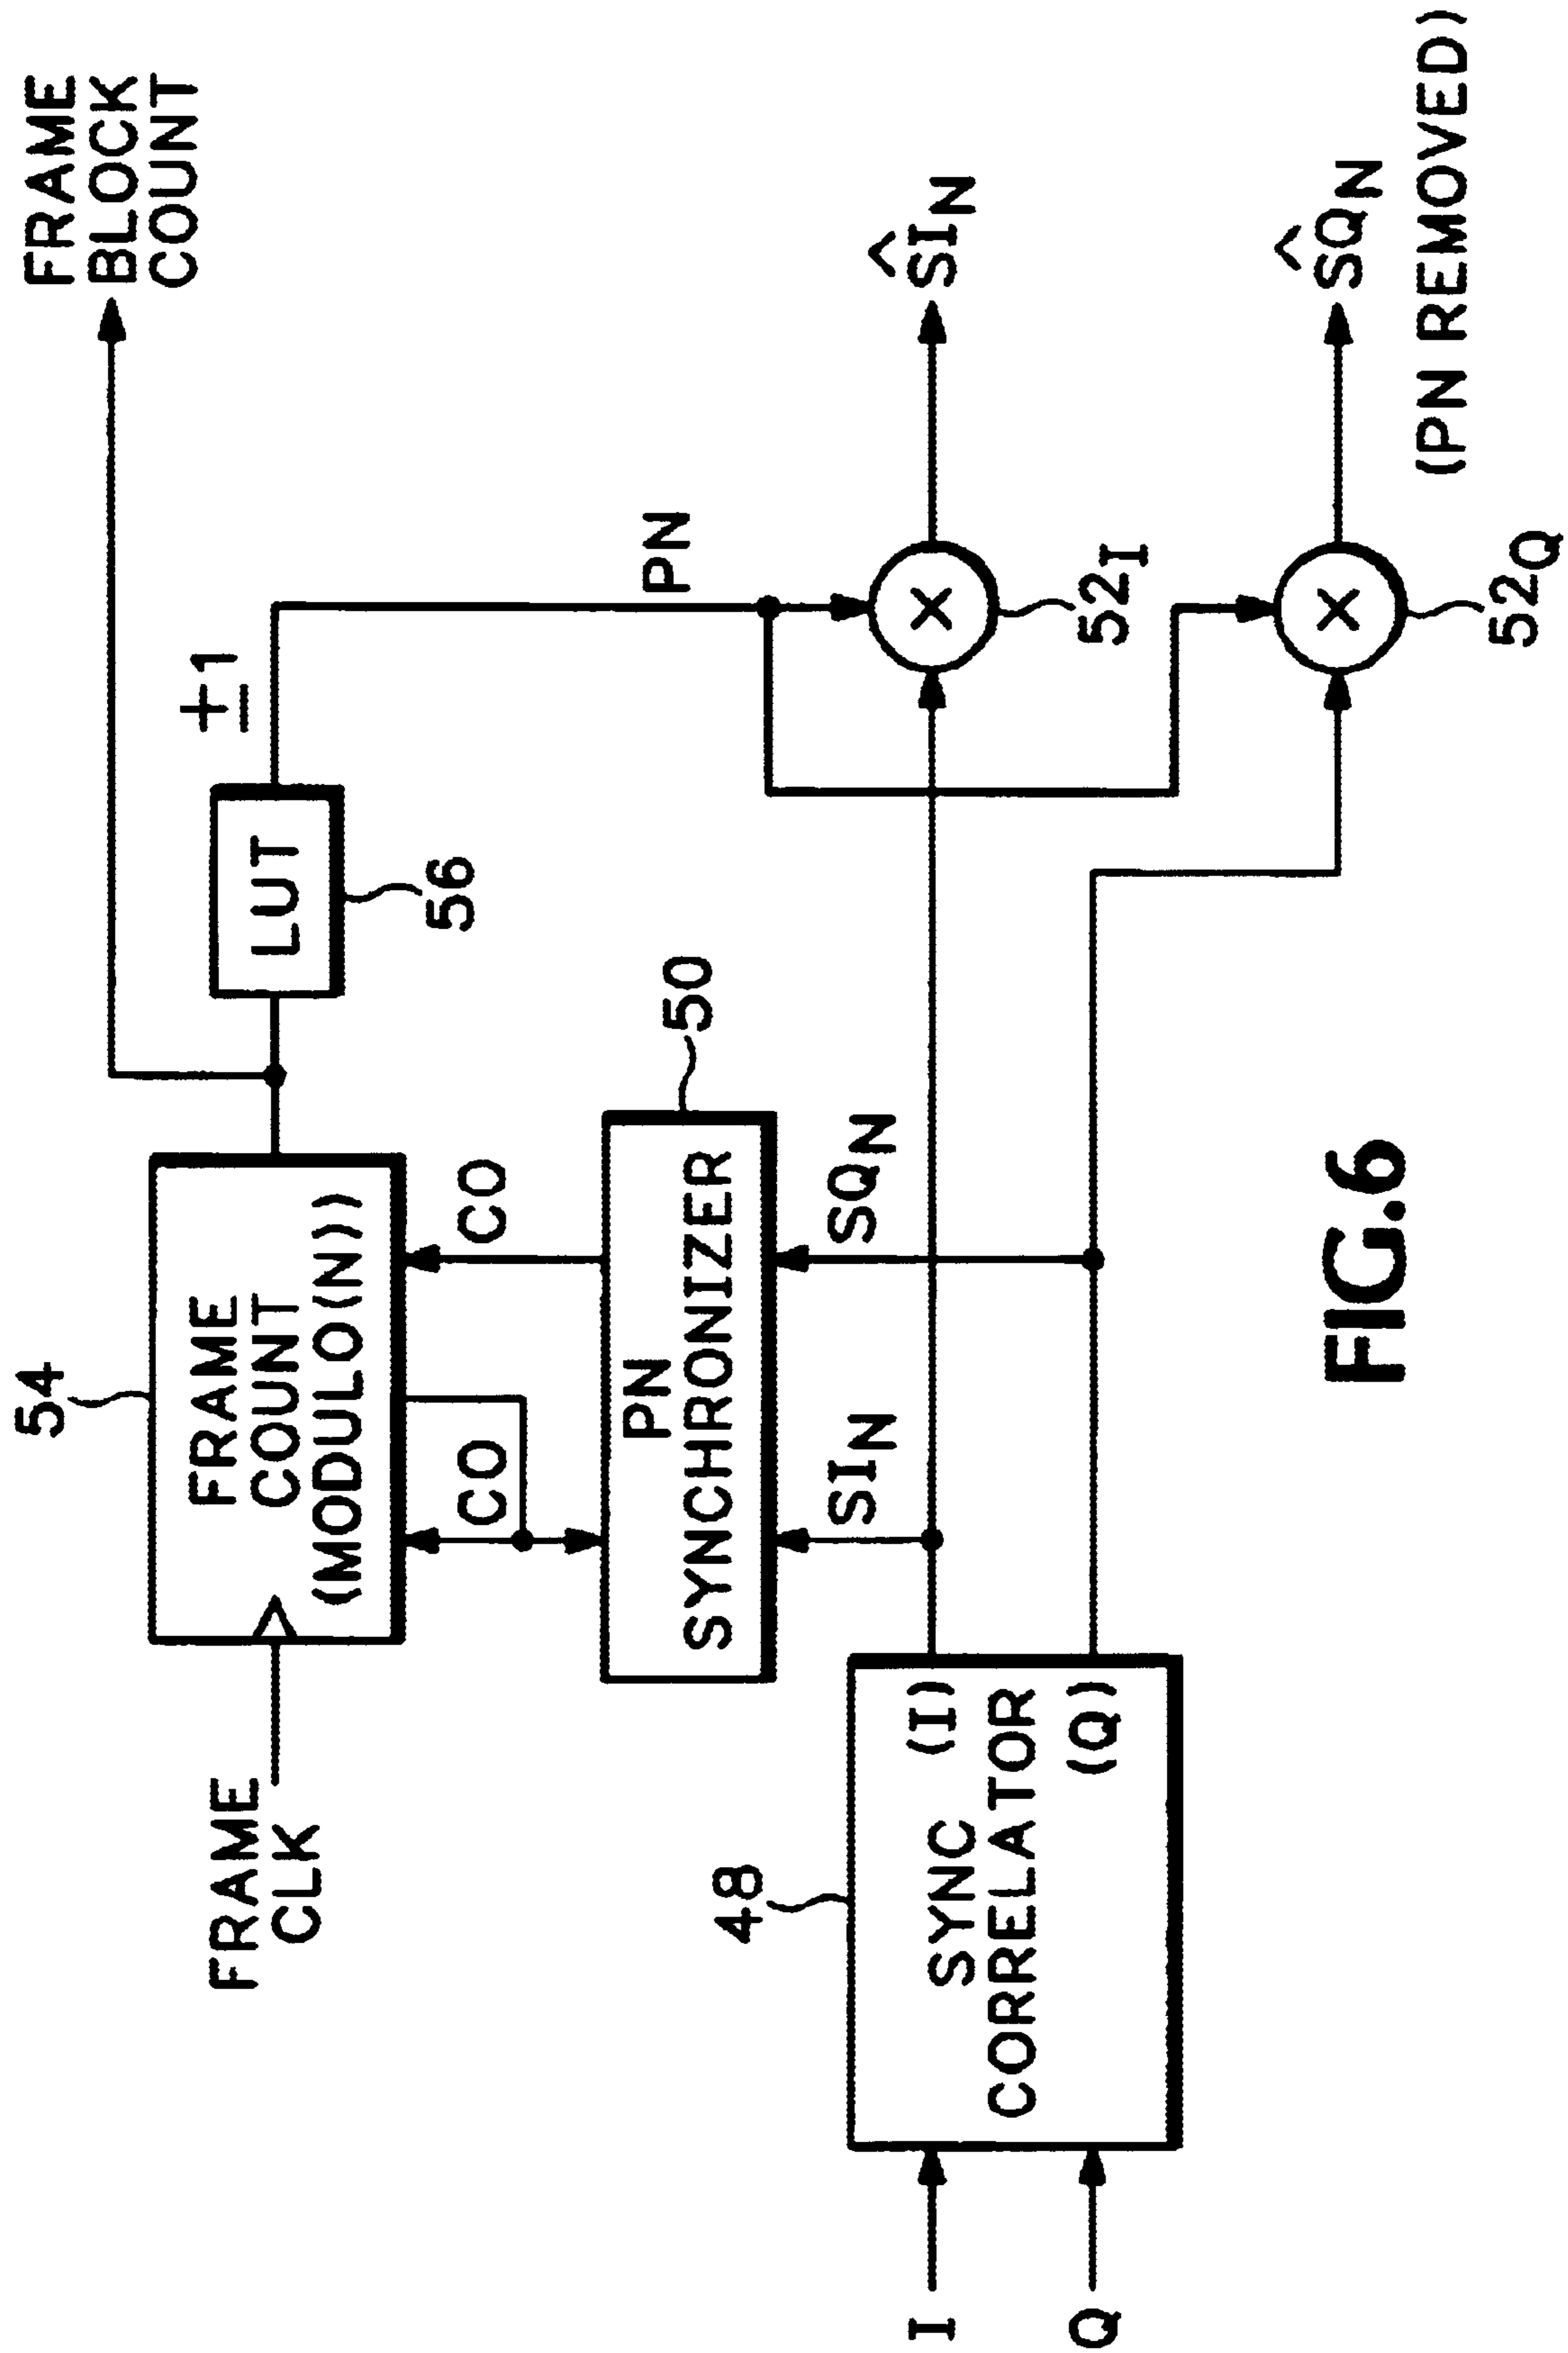 FRAME
BLOCK
COUNT
54
FRAME
CLK
FRAME
COUNT
(MODULO(N))
LUT
±1
56
CO
CO
50
PN
SYNCHRONIZER
PN
SI_N
SQ_N
48
SYNC
CORRELATOR
(I)
(Q)
I
Q
52_I
ŜI_N
52_Q
ŜQ_N
(PN REMOVED)
FIG.6